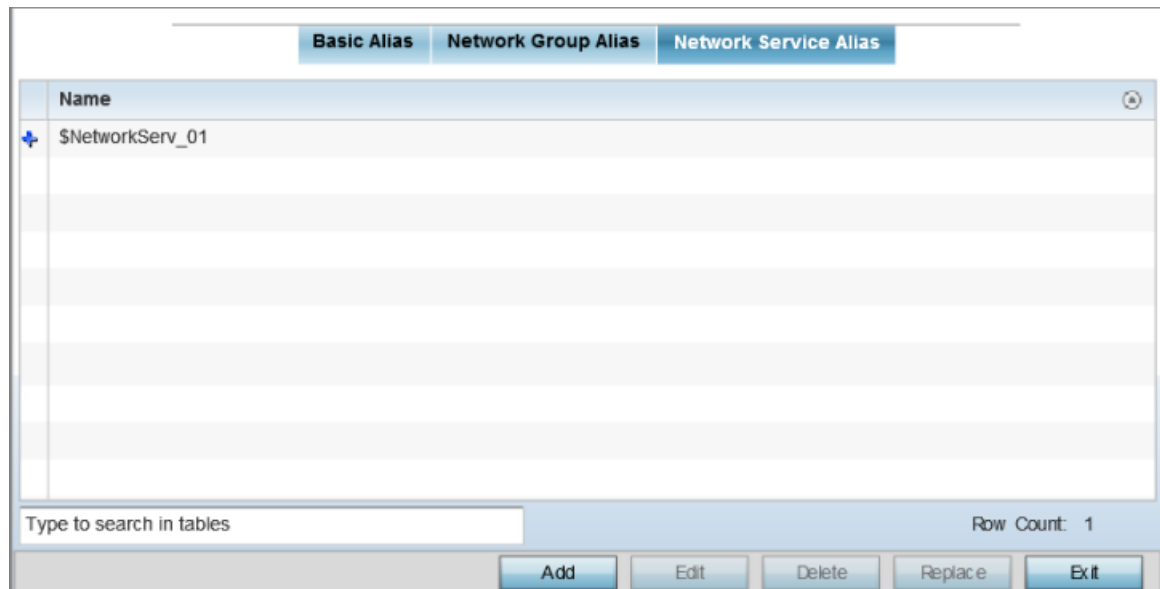 Basic Alias Network Group Alias Network Service Alias
Name
$NetworkServ_01
Type to search in tables Row Count: 1
Add Edit Delete Replace Exit